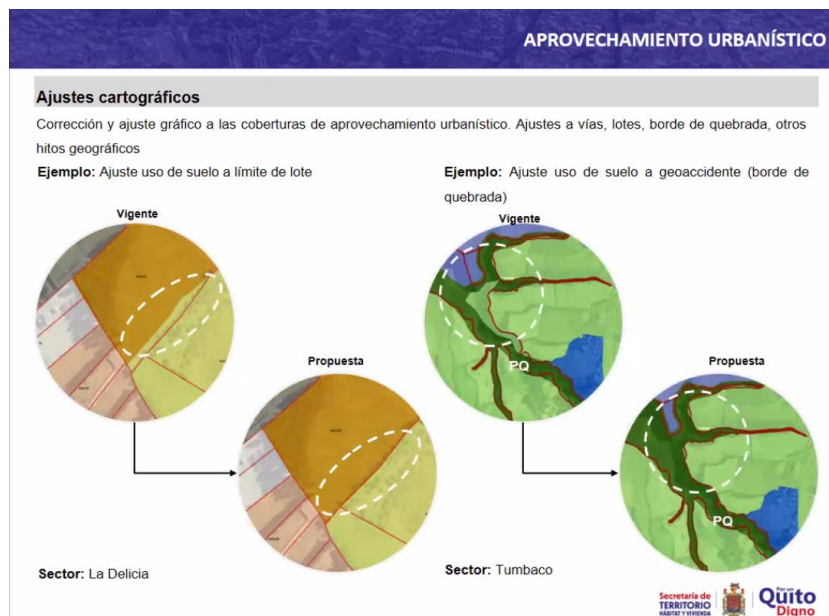 APROVECHAMIENTO URBANÍSTICO
Ajustes cartográficos
Corrección y ajuste gráfico a las coberturas de aprovechamiento urbanístico. Ajustes a vías, lotes, borde de quebrada, otros
hitos geográficos
Ejemplo: Ajuste uso de suelo a límite de lote
Vigente
Propuesta
Sector: La Delicia
Ejemplo: Ajuste uso de suelo a geoaccidente (borde de
quebrada)
Vigente
PQ
Propuesta
PQ
Sector: Tumbaco
Secretaría de
TERRITORIO
HÁBITAT Y VIVIENDA
Por un
Quito
Digno